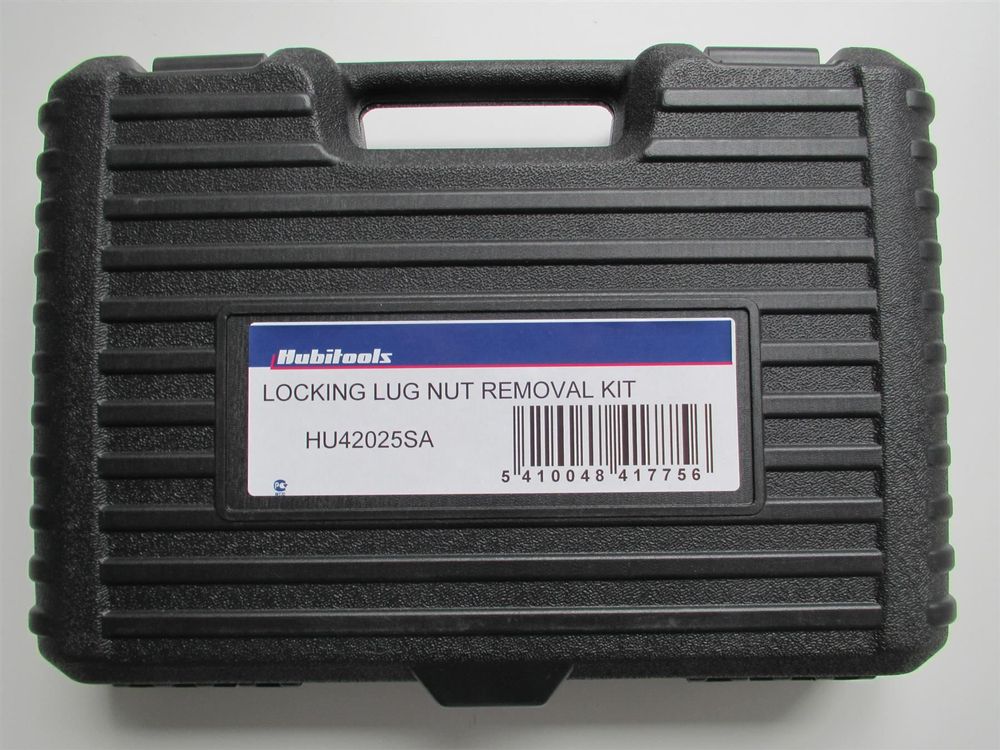 Hubitools
LOCKING LUG NUT REMOVAL KIT
HU42025SA
5 410048 417756